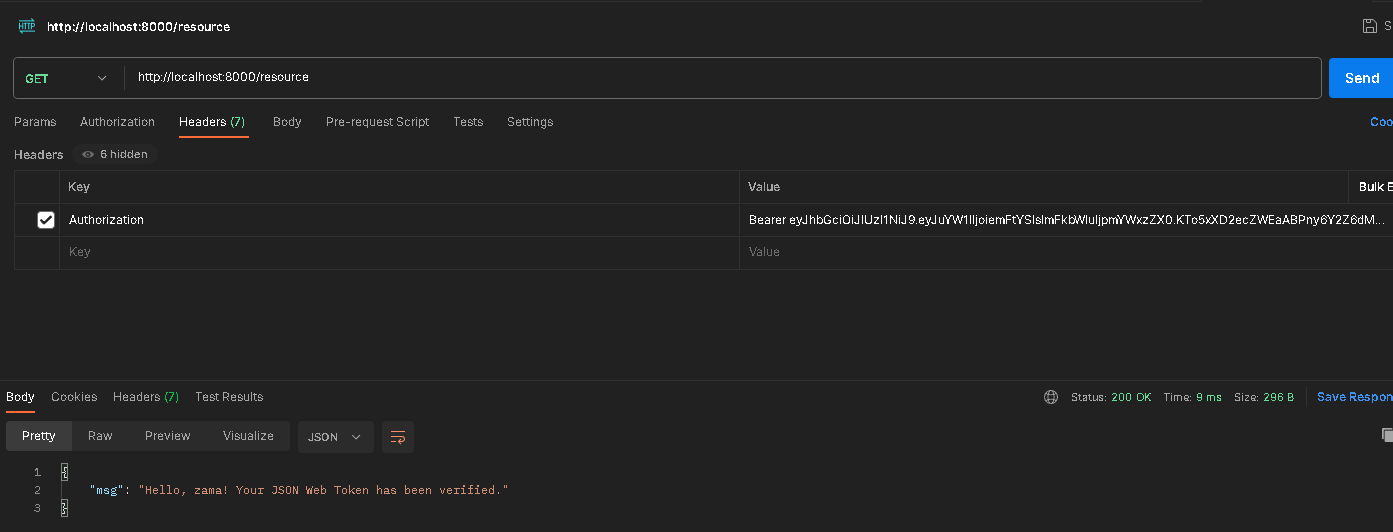 HTTP http://localhost:8000/resource S
GET http://localhost:8000/resource Send
Params Authorization Headers (7) Body Pre-request Script Tests Settings Coo
Headers 6 hidden
Key Value Bulk E
Authorization Bearer eyJhbGciOiJIUzI1NiJ9.eyJuYW1lIjoiemFtYSIsImFkbWluIjpmYWxzZX0.KTo5xXD2ecZWEaABPny6Y2Z6dM...
Key Value
Body Cookies Headers (7) Test Results Status: 200 OK Time: 9 ms Size: 296 B Save Respon
Pretty Raw Preview Visualize JSON
1 {
2 "msg": "Hello, zama! Your JSON Web Token has been verified."
3 }